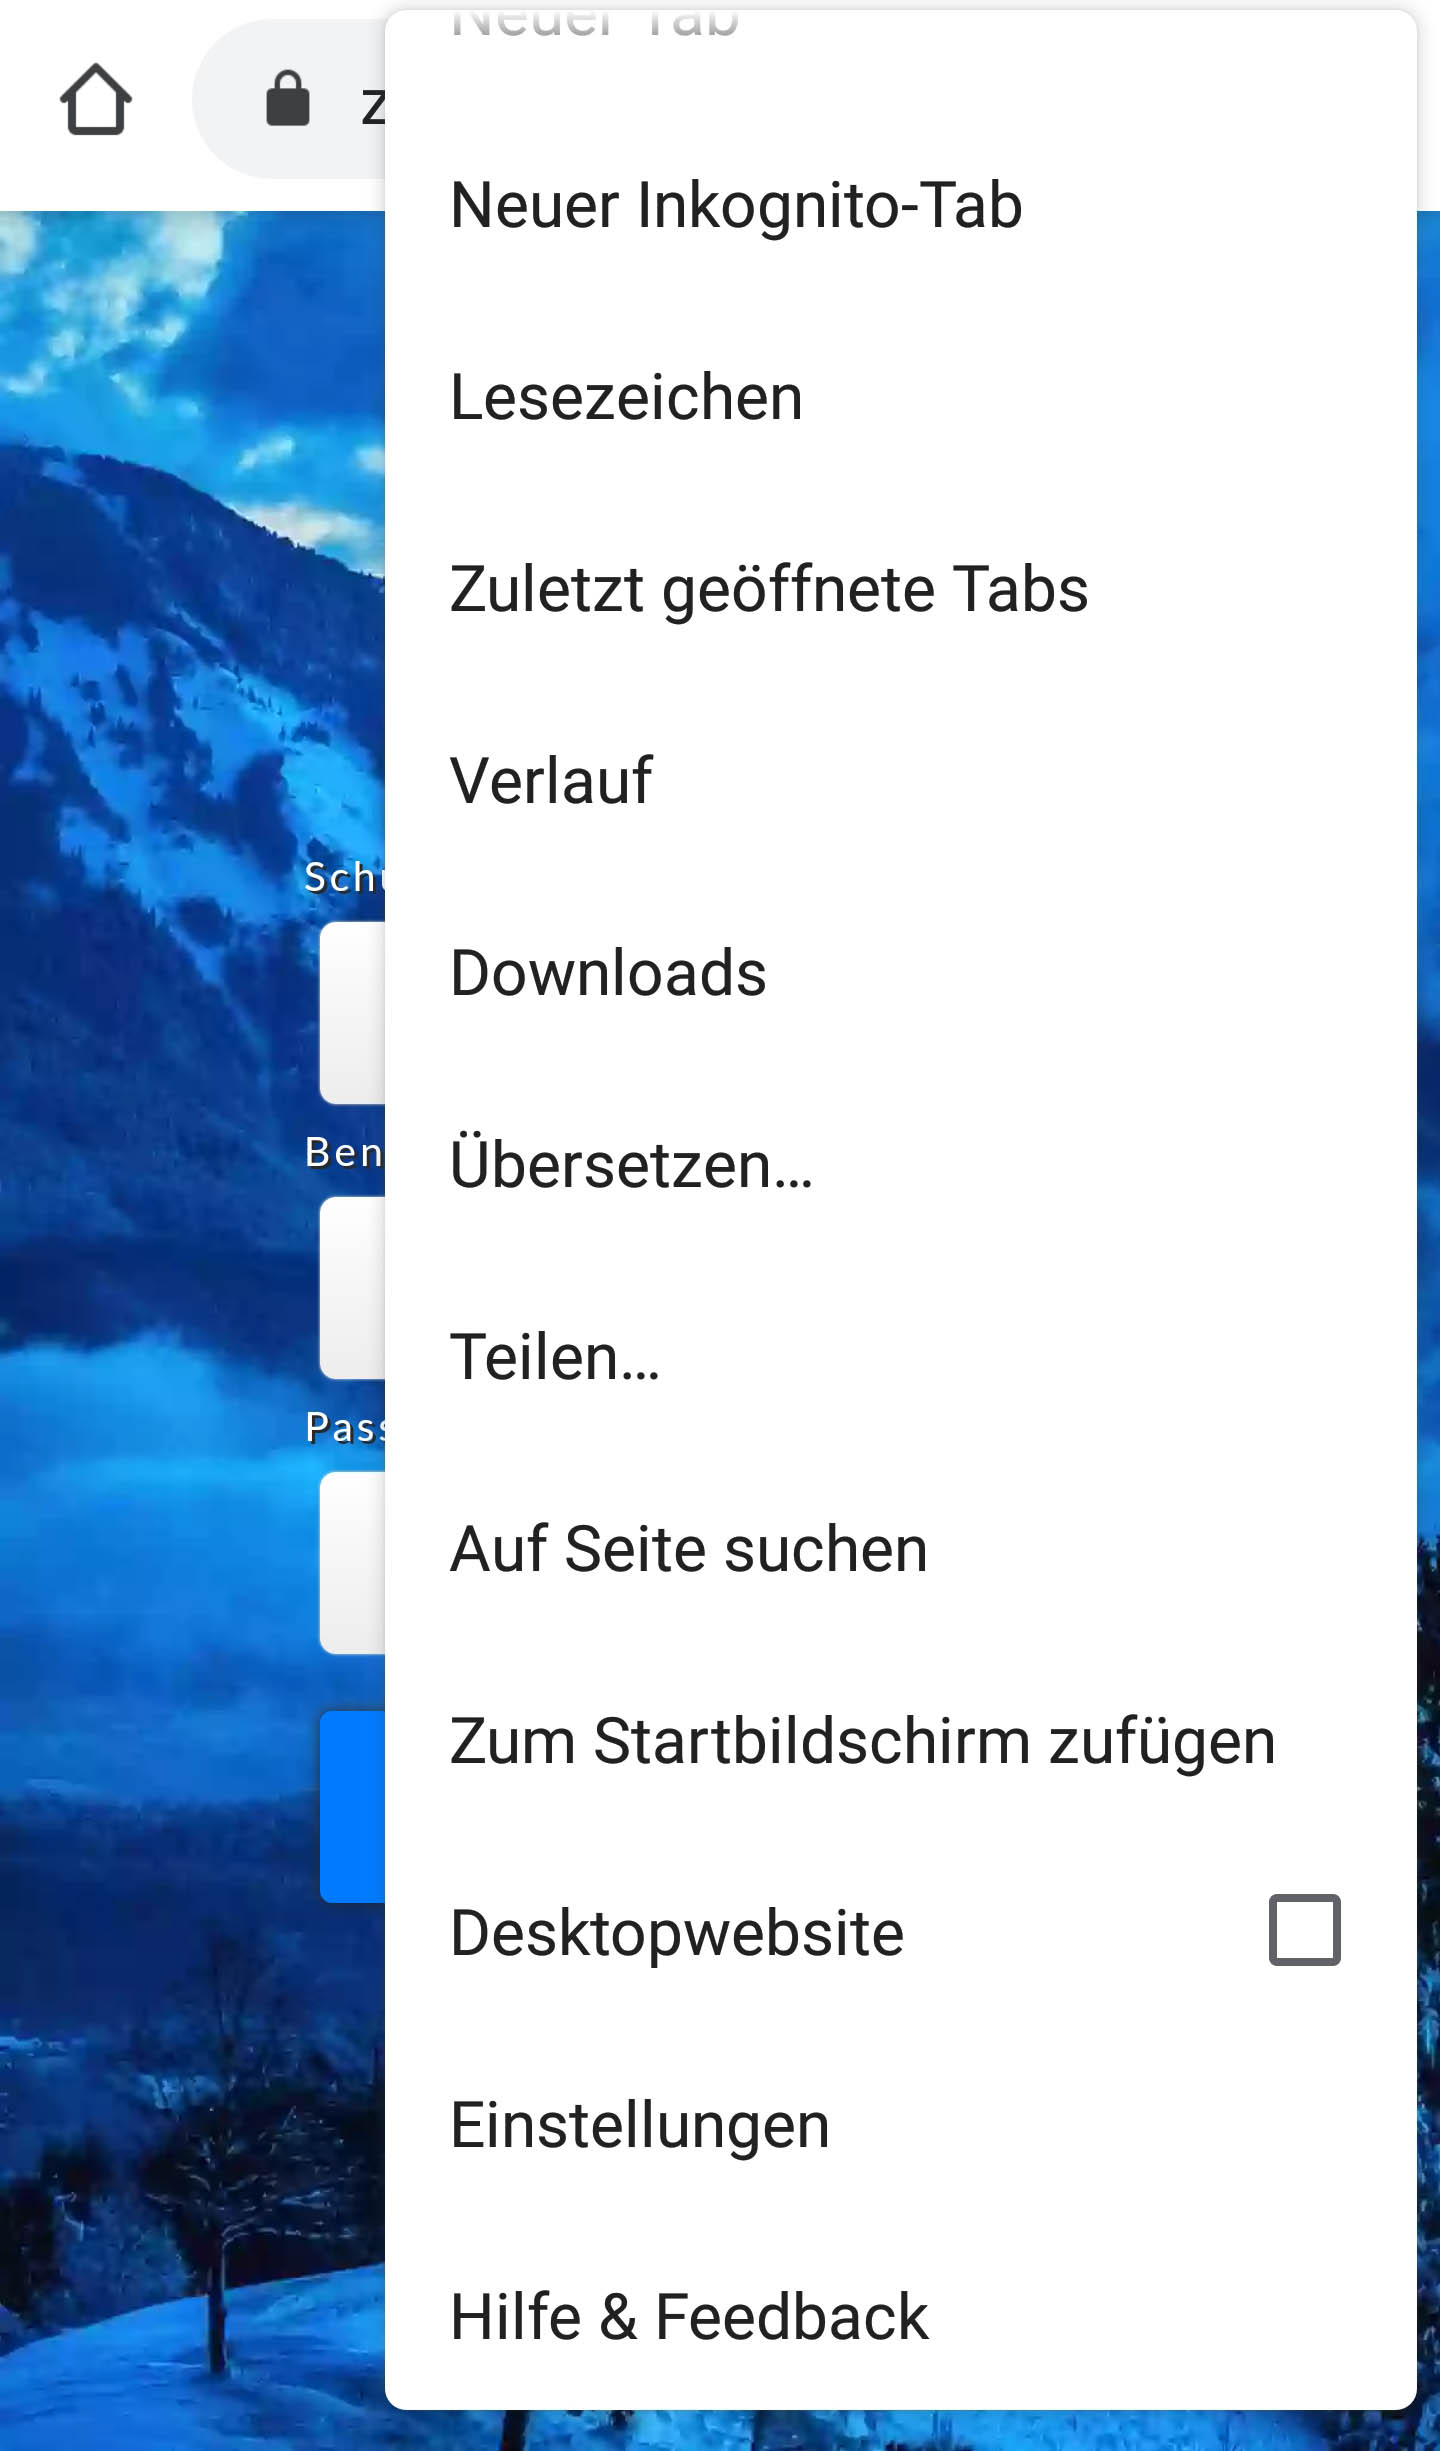 Neuer Tab
z
Neuer Inkognito-Tab
Lesezeichen
Zuletzt geöffnete Tabs
Verlauf
Schu
Downloads
Ben
Übersetzen...
Teilen...
Pass
Auf Seite suchen
Zum Startbildschirm zufügen
Desktopwebsite
Einstellungen
Hilfe & Feedback